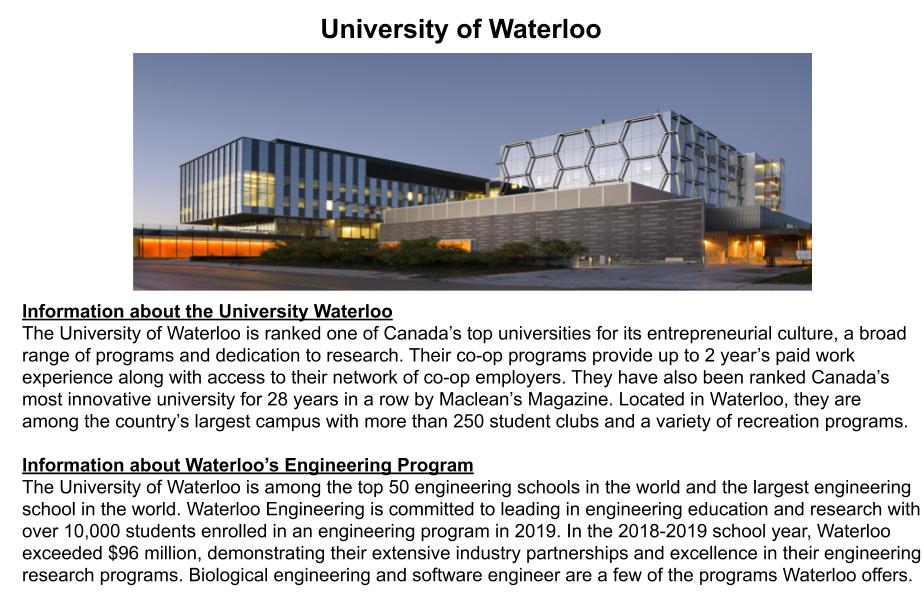 University of Waterloo
Information about the University Waterloo
The University of Waterloo is ranked one of Canada’s top universities for its entrepreneurial culture, a broad
range of programs and dedication to research. Their co-op programs provide up to 2 year’s paid work
experience along with access to their network of co-op employers. They have also been ranked Canada’s
most innovative university for 28 years in a row by Maclean’s Magazine. Located in Waterloo, they are
among the country’s largest campus with more than 250 student clubs and a variety of recreation programs.
Information about Waterloo’s Engineering Program
The University of Waterloo is among the top 50 engineering schools in the world and the largest engineering
school in the world. Waterloo Engineering is committed to leading in engineering education and research with
over 10,000 students enrolled in an engineering program in 2019. In the 2018-2019 school year, Waterloo
exceeded $96 million, demonstrating their extensive industry partnerships and excellence in their engineering
research programs. Biological engineering and software engineer are a few of the programs Waterloo offers.